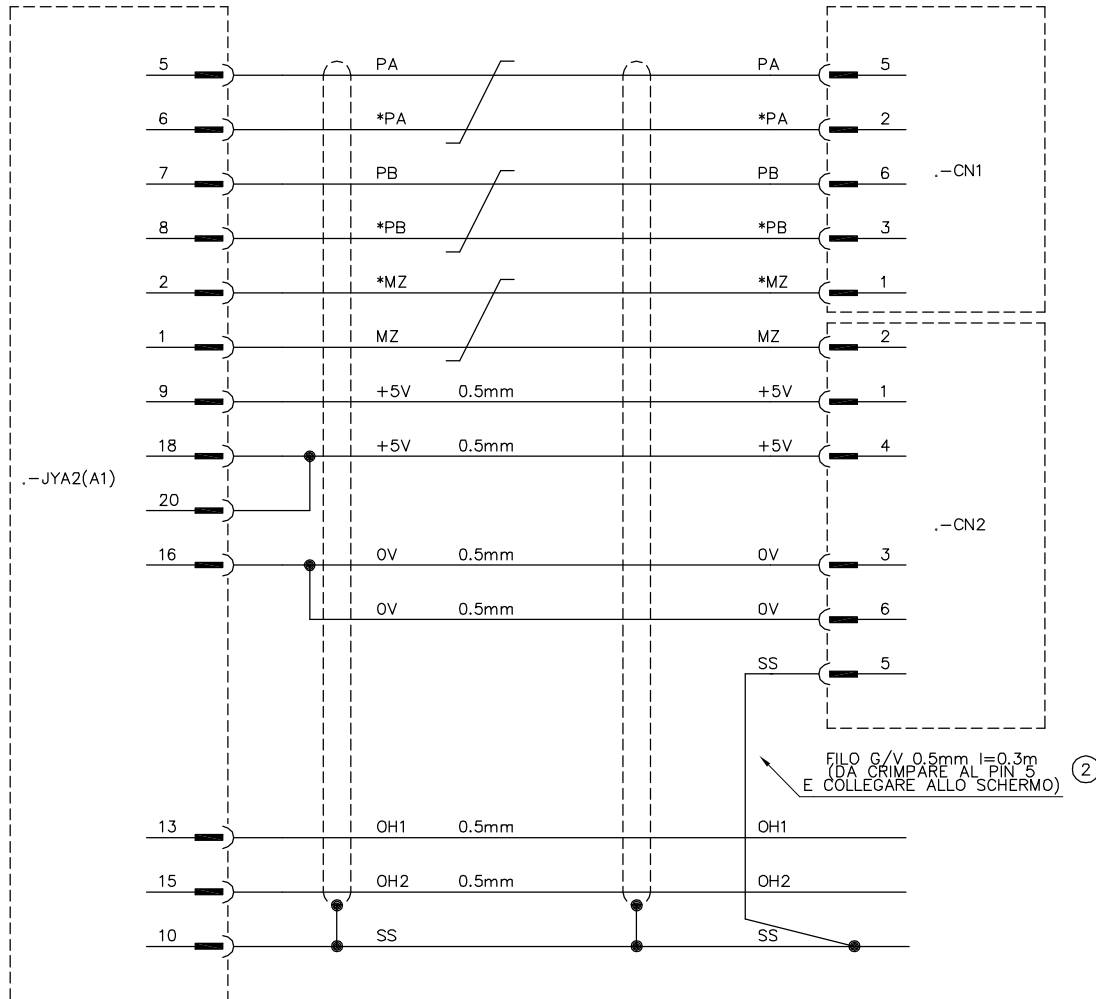 5 PA PA 5
6 *PA *PA 2
7 PB PB 6
.-CN1
8 *PB *PB 3
2 *MZ *MZ 1
1 MZ MZ 2
9 +5V 0.5mm +5V 1
18 +5V 0.5mm +5V 4
.-JYA2(A1)
20
.-CN2
16 0V 0.5mm 0V 3
0V 0.5mm 0V 6
SS 5
FILO G/V 0.5mm l=0.3m
(DA CRIMPARE AL PIN 5
E COLLEGARE ALLO SCHERMO)
2
13 OH1 0.5mm OH1
15 OH2 0.5mm OH2
10 SS SS